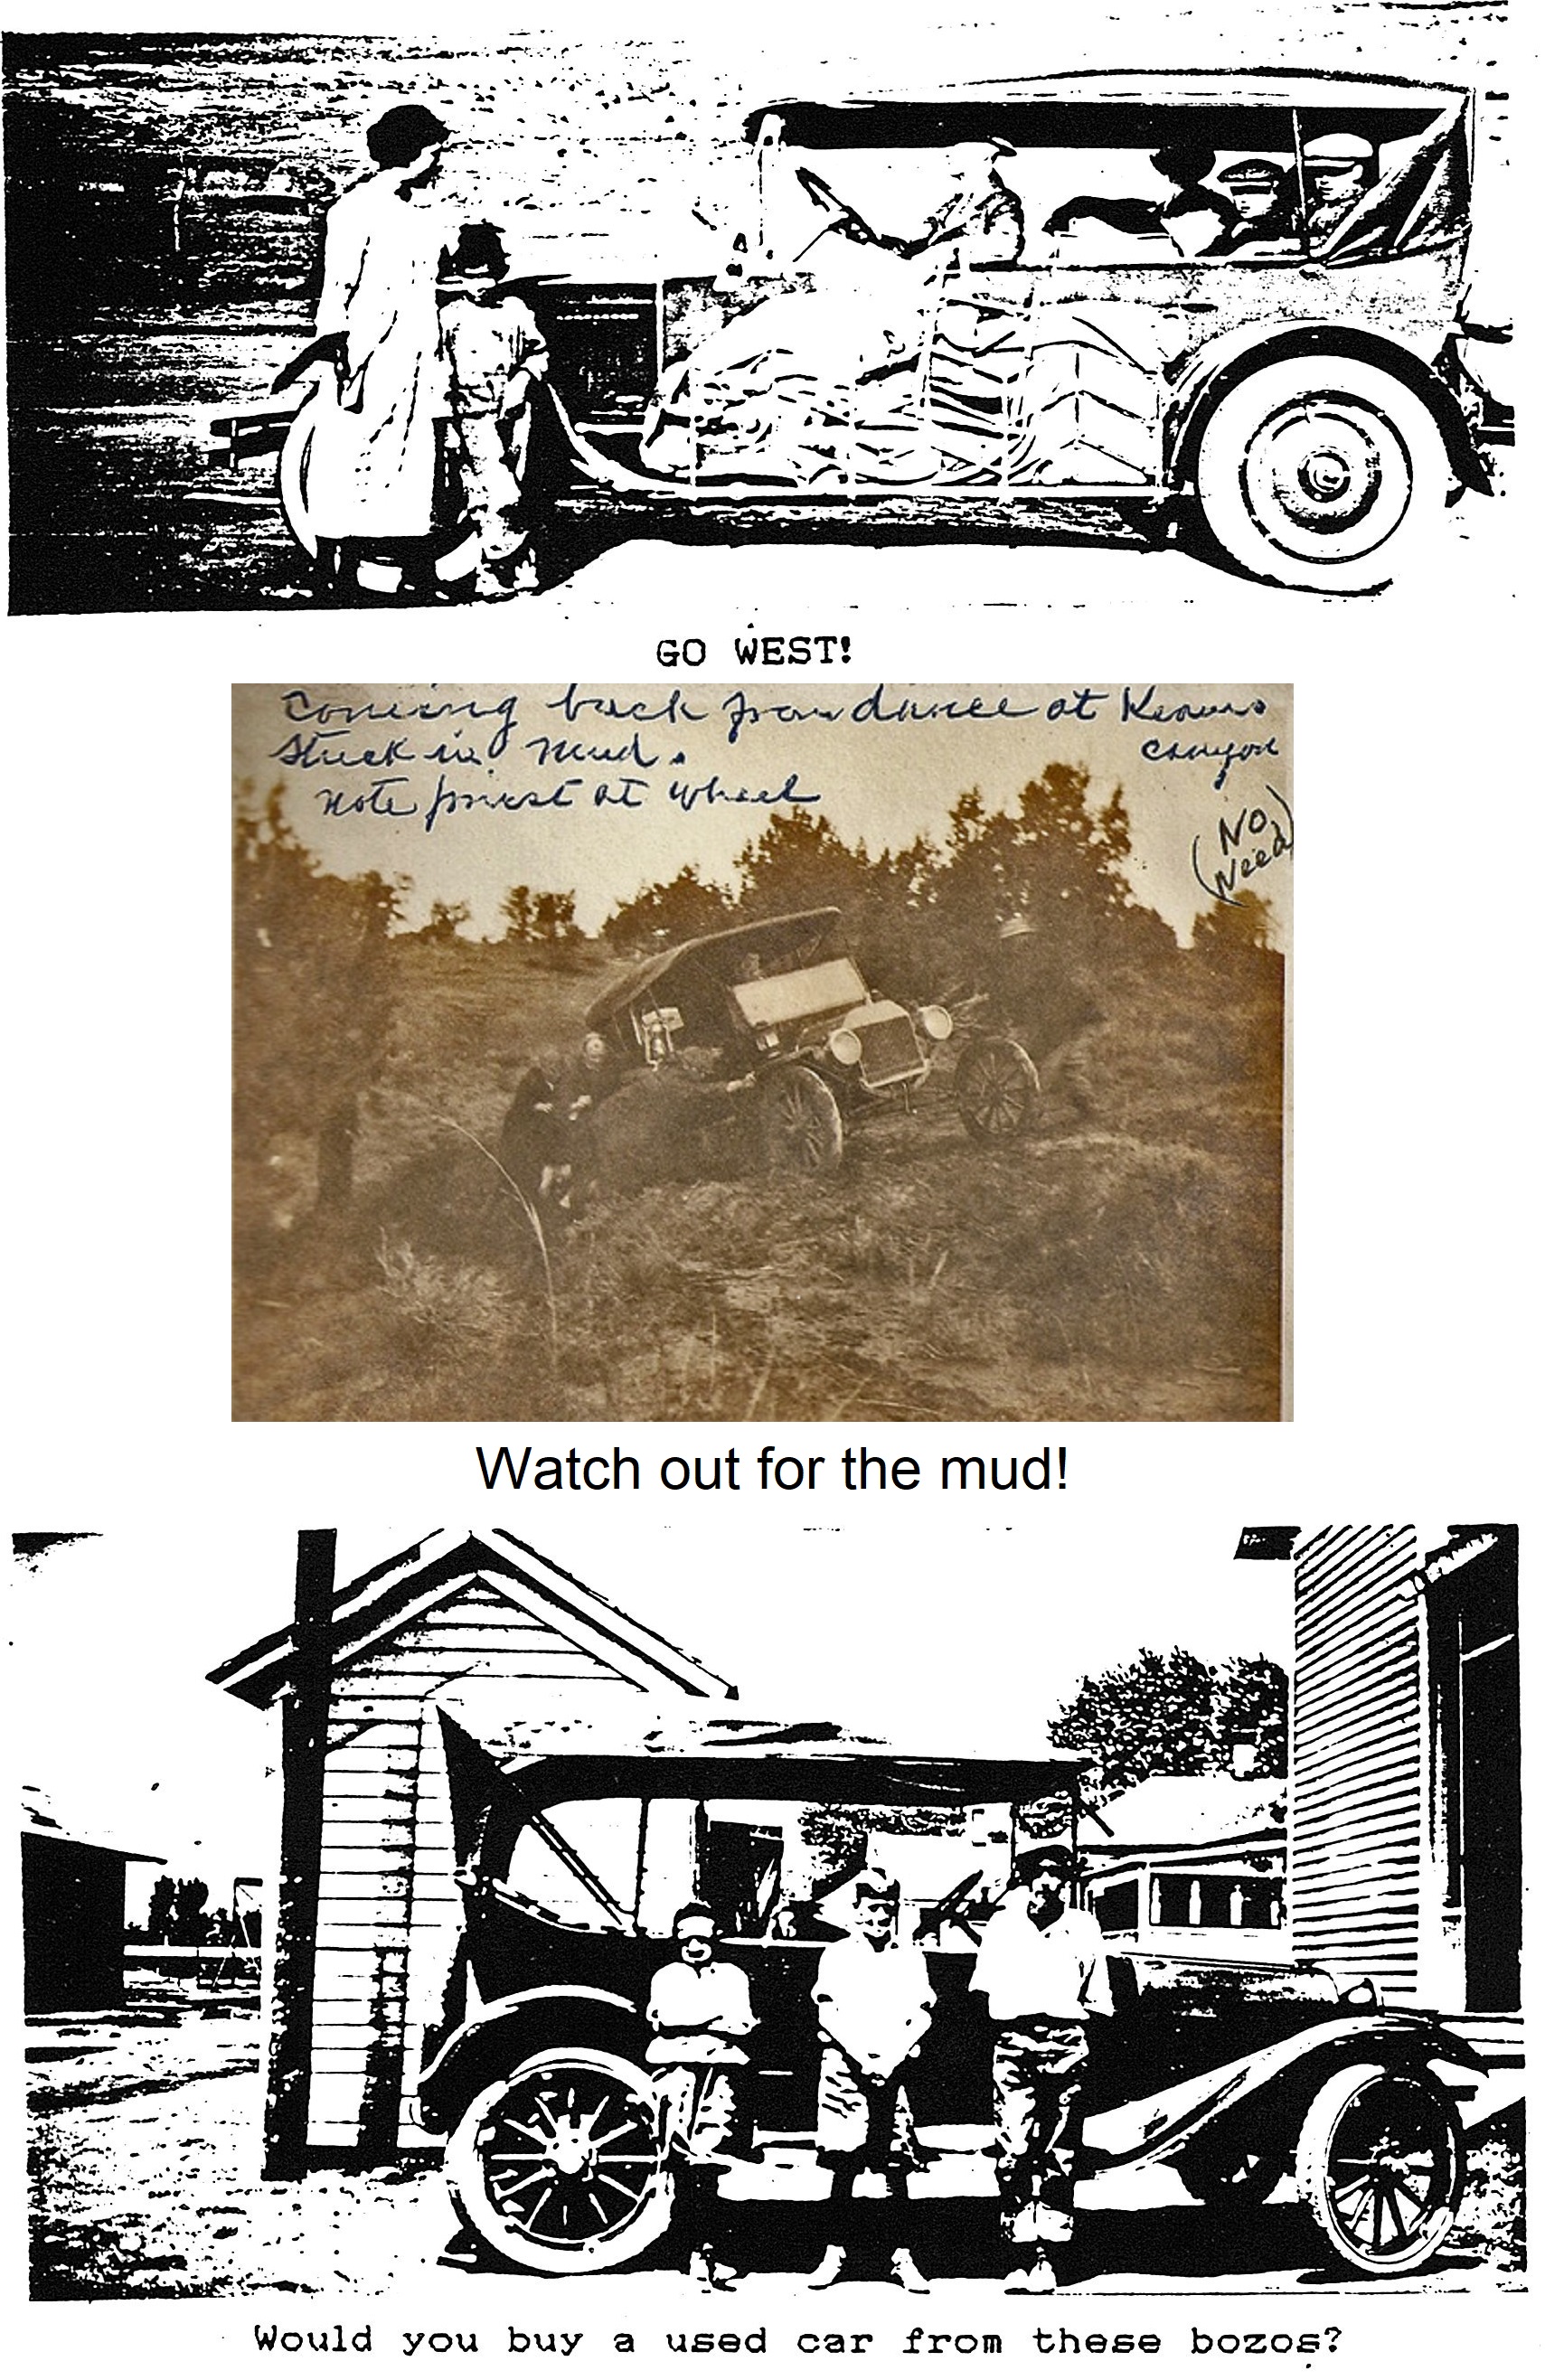 GO WEST!
Coming back from dance at Keams
Canyon
Stuck in Mud.
Note priest at wheel
(NO
Need)
Watch out for the mud!
Would you buy a used car from these bozos?